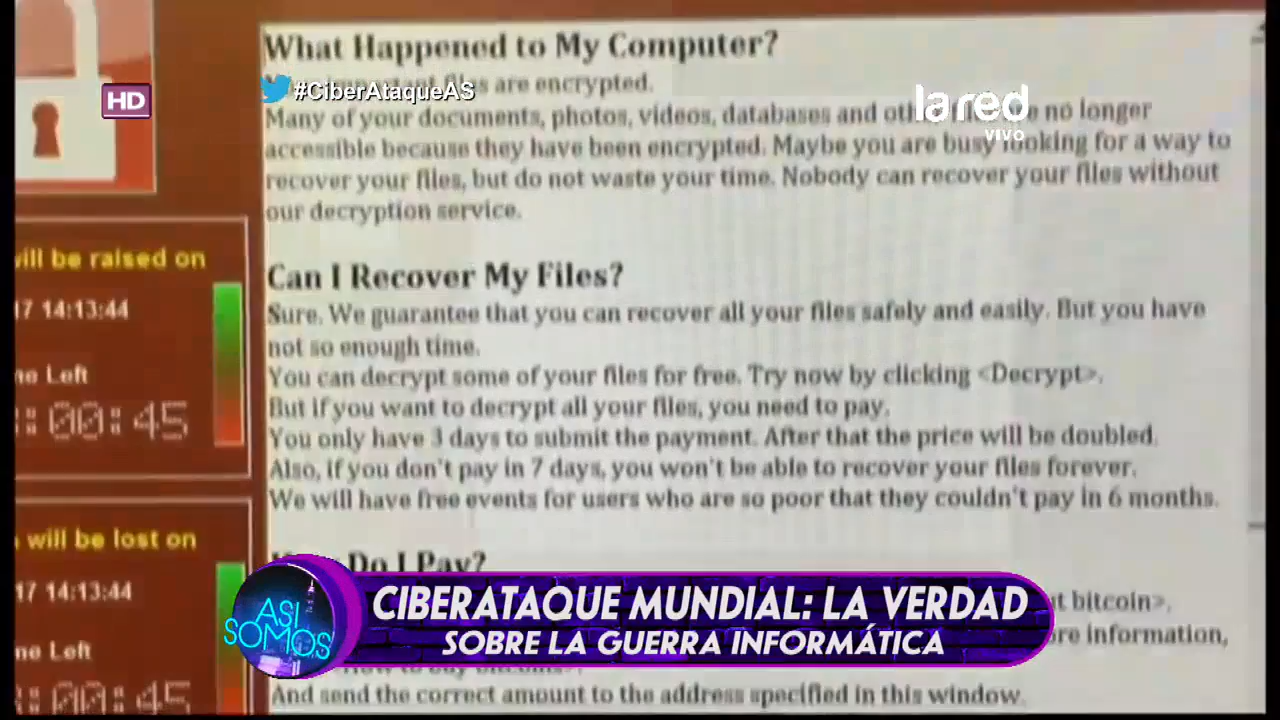 What Happened to My Computer?
important files are encrypted.
#CiberAtaqueAS
HD
la red
vivo
Many of your documents, photos, videos, databases and no longer
accessible because they have been encrypted. Maybe you are busy looking for a way to
recover your files, but do not waste your time. Nobody can recover your files without
our decryption service.
will be raised on
17 14:13:44
Left
:00:45
Can I Recover My Files?
Sure. We guarantee that you can recover all your files safely and easily. But you have
not so enough time.
You can decrypt some of your files for free. Try now by clicking <Decrypt>.
But if you want to decrypt all your files, you need to pay.
You only have 3 days to submit the payment. After that the price will be doubled.
Also, if you don't pay in 7 days, you won't be able to recover your files forever.
We will have free events for users who are so poor that they couldn't pay in 6 months.
will be lost on
17 14:13:44
Left
:00:45
Do I Pay?
bitcoin>.
information,
And send the correct amount to the address specified in this window.
ASI
SOMOS
CIBERATAQUE MUNDIAL: LA VERDAD
SOBRE LA GUERRA INFORMÁTICA